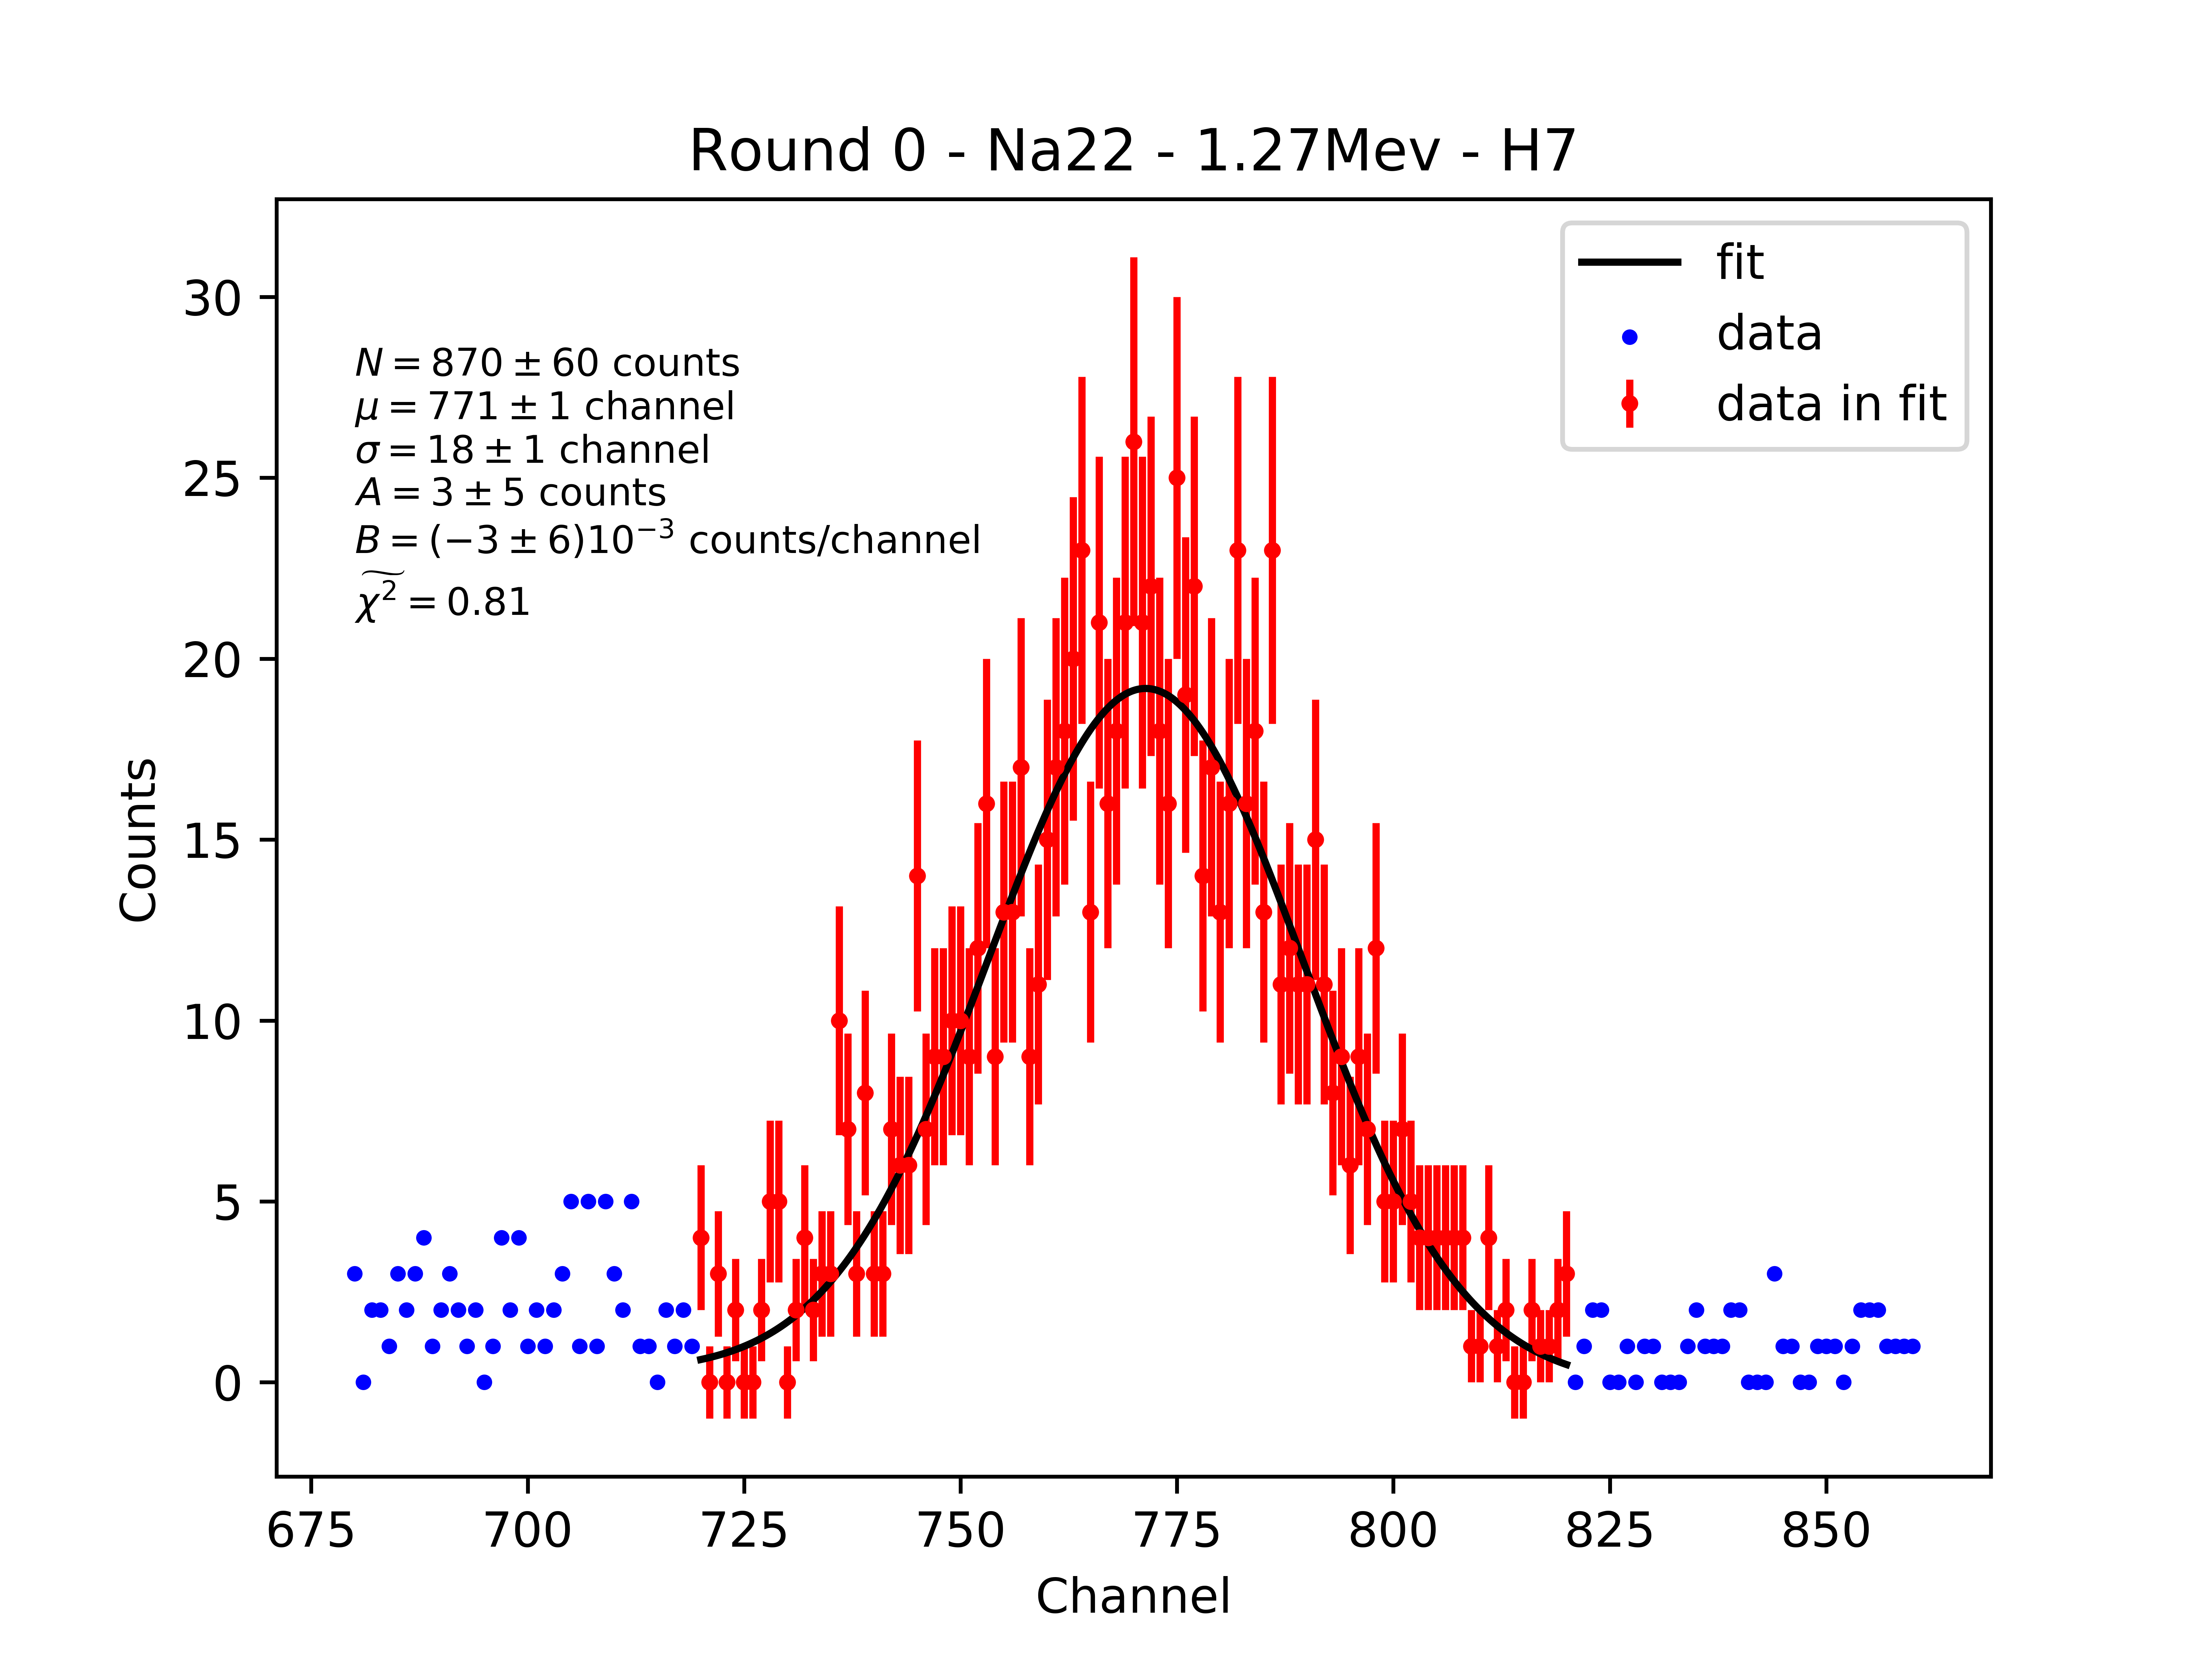 Round 0 - Na22 - 1.27Mev - H7
fit
data
data in fit
N = 870 ± 60 counts
μ = 771 ± 1 channel
σ = 18 ± 1 channel
A = 3 ± 5 counts
B = (−3 ± 6)10⁻³ counts/channel
χ̃² = 0.81
30
25
20
15
10
5
0
Counts
675 700 725 750 775 800 825 850
Channel